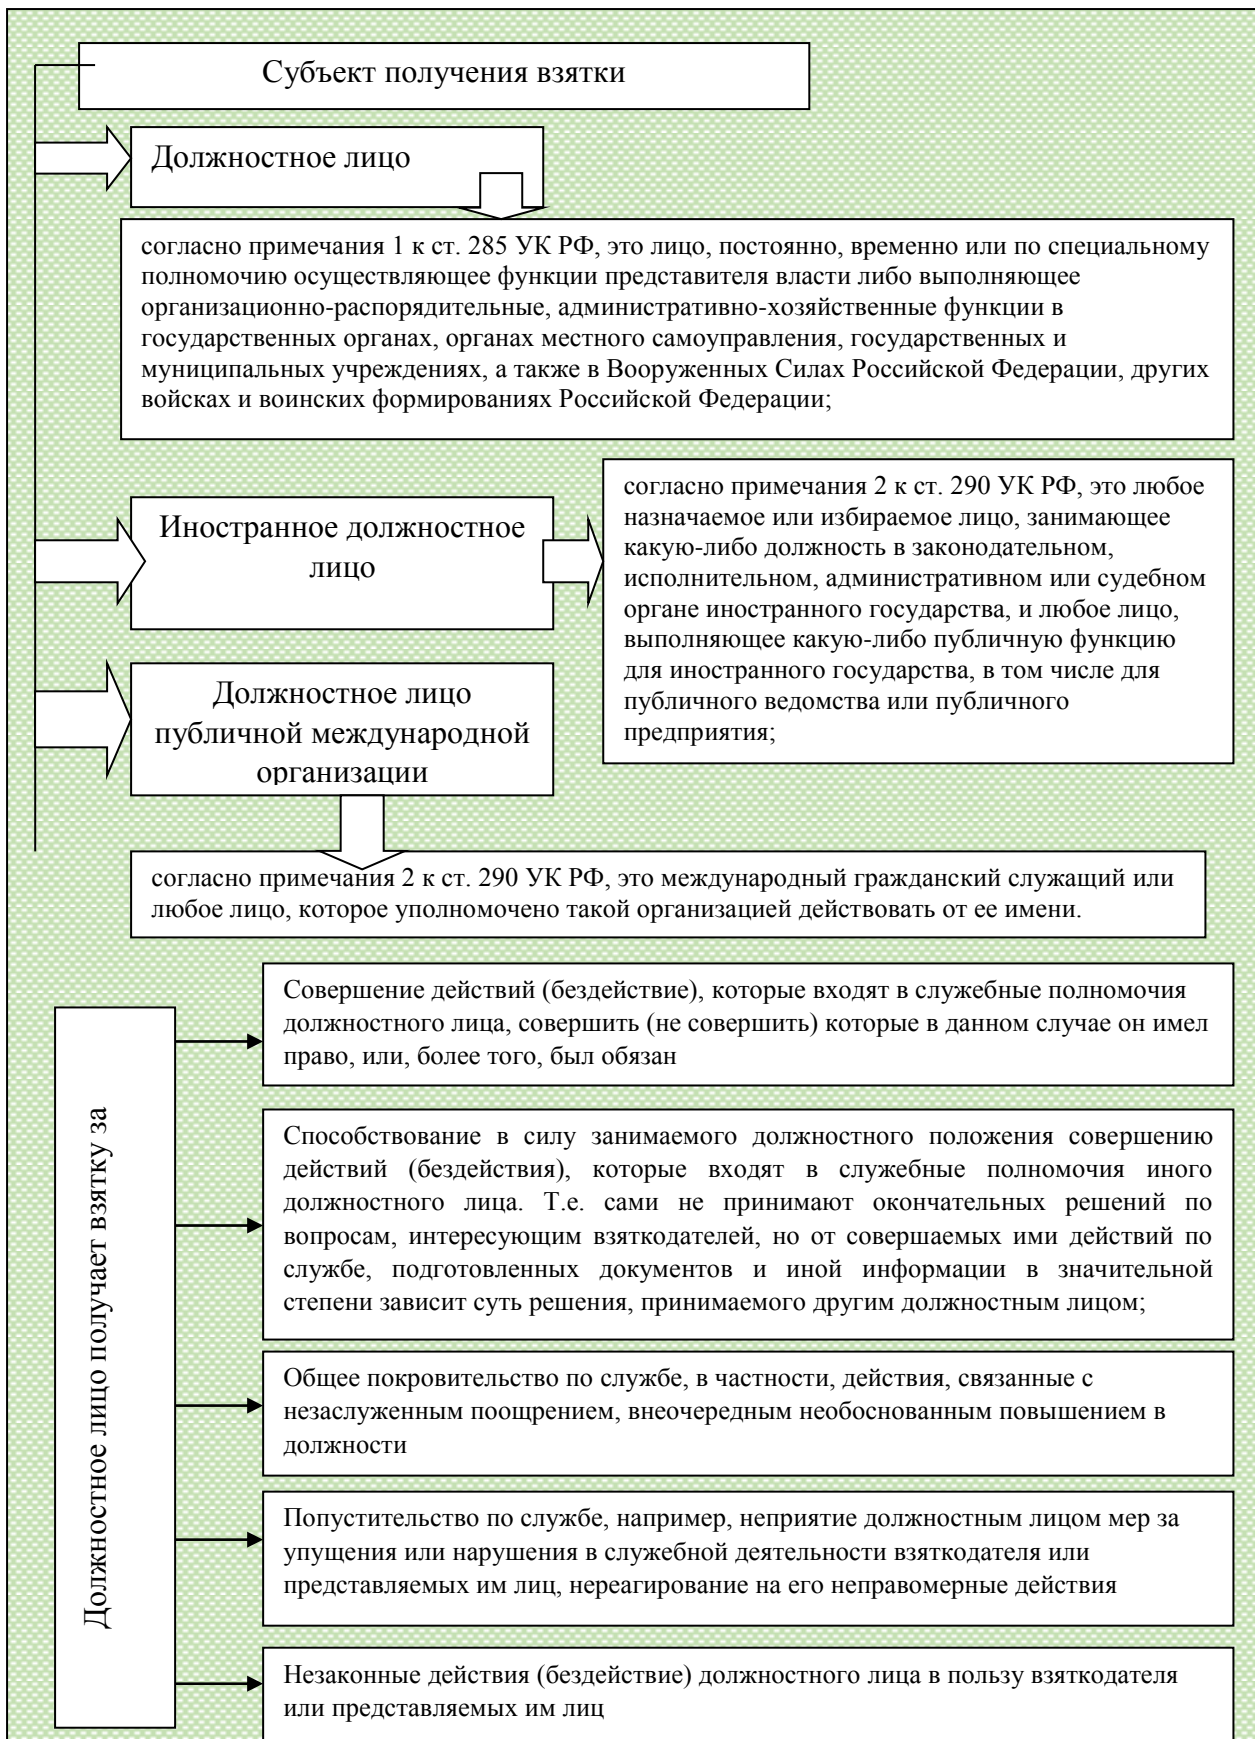 Субъект получения взятки
Должностное лицо
согласно примечания 1 к ст. 285 УК РФ, это лицо, постоянно, временно или по специальному
полномочию осуществляющее функции представителя власти либо выполняющее
организационно-распорядительные, административно-хозяйственные функции в
государственных органах, органах местного самоуправления, государственных и
муниципальных учреждениях, а также в Вооруженных Силах Российской Федерации, других
войсках и воинских формированиях Российской Федерации;
Иностранное должностное
лицо
согласно примечания 2 к ст. 290 УК РФ, это любое
назначаемое или избираемое лицо, занимающее
какую-либо должность в законодательном,
исполнительном, административном или судебном
органе иностранного государства, и любое лицо,
выполняющее какую-либо публичную функцию
для иностранного государства, в том числе для
публичного ведомства или публичного
предприятия;
Должностное лицо
публичной международной
организации
согласно примечания 2 к ст. 290 УК РФ, это международный гражданский служащий или
любое лицо, которое уполномочено такой организацией действовать от ее имени.
Должностное лицо получает взятку за
Совершение действий (бездействие), которые входят в служебные полномочия
должностного лица, совершить (не совершить) которые в данном случае он имел
право, или, более того, был обязан
Способствование в силу занимаемого должностного положения совершению
действий (бездействия), которые входят в служебные полномочия иного
должностного лица. Т.е. сами не принимают окончательных решений по
вопросам, интересующим взяткодателей, но от совершаемых ими действий по
службе, подготовленных документов и иной информации в значительной
степени зависит суть решения, принимаемого другим должностным лицом;
Общее покровительство по службе, в частности, действия, связанные с
незаслуженным поощрением, внеочередным необоснованным повышением в
должности
Попустительство по службе, например, неприятие должностным лицом мер за
упущения или нарушения в служебной деятельности взяткодателя или
представляемых им лиц, нереагирование на его неправомерные действия
Незаконные действия (бездействие) должностного лица в пользу взяткодателя
или представляемых им лиц